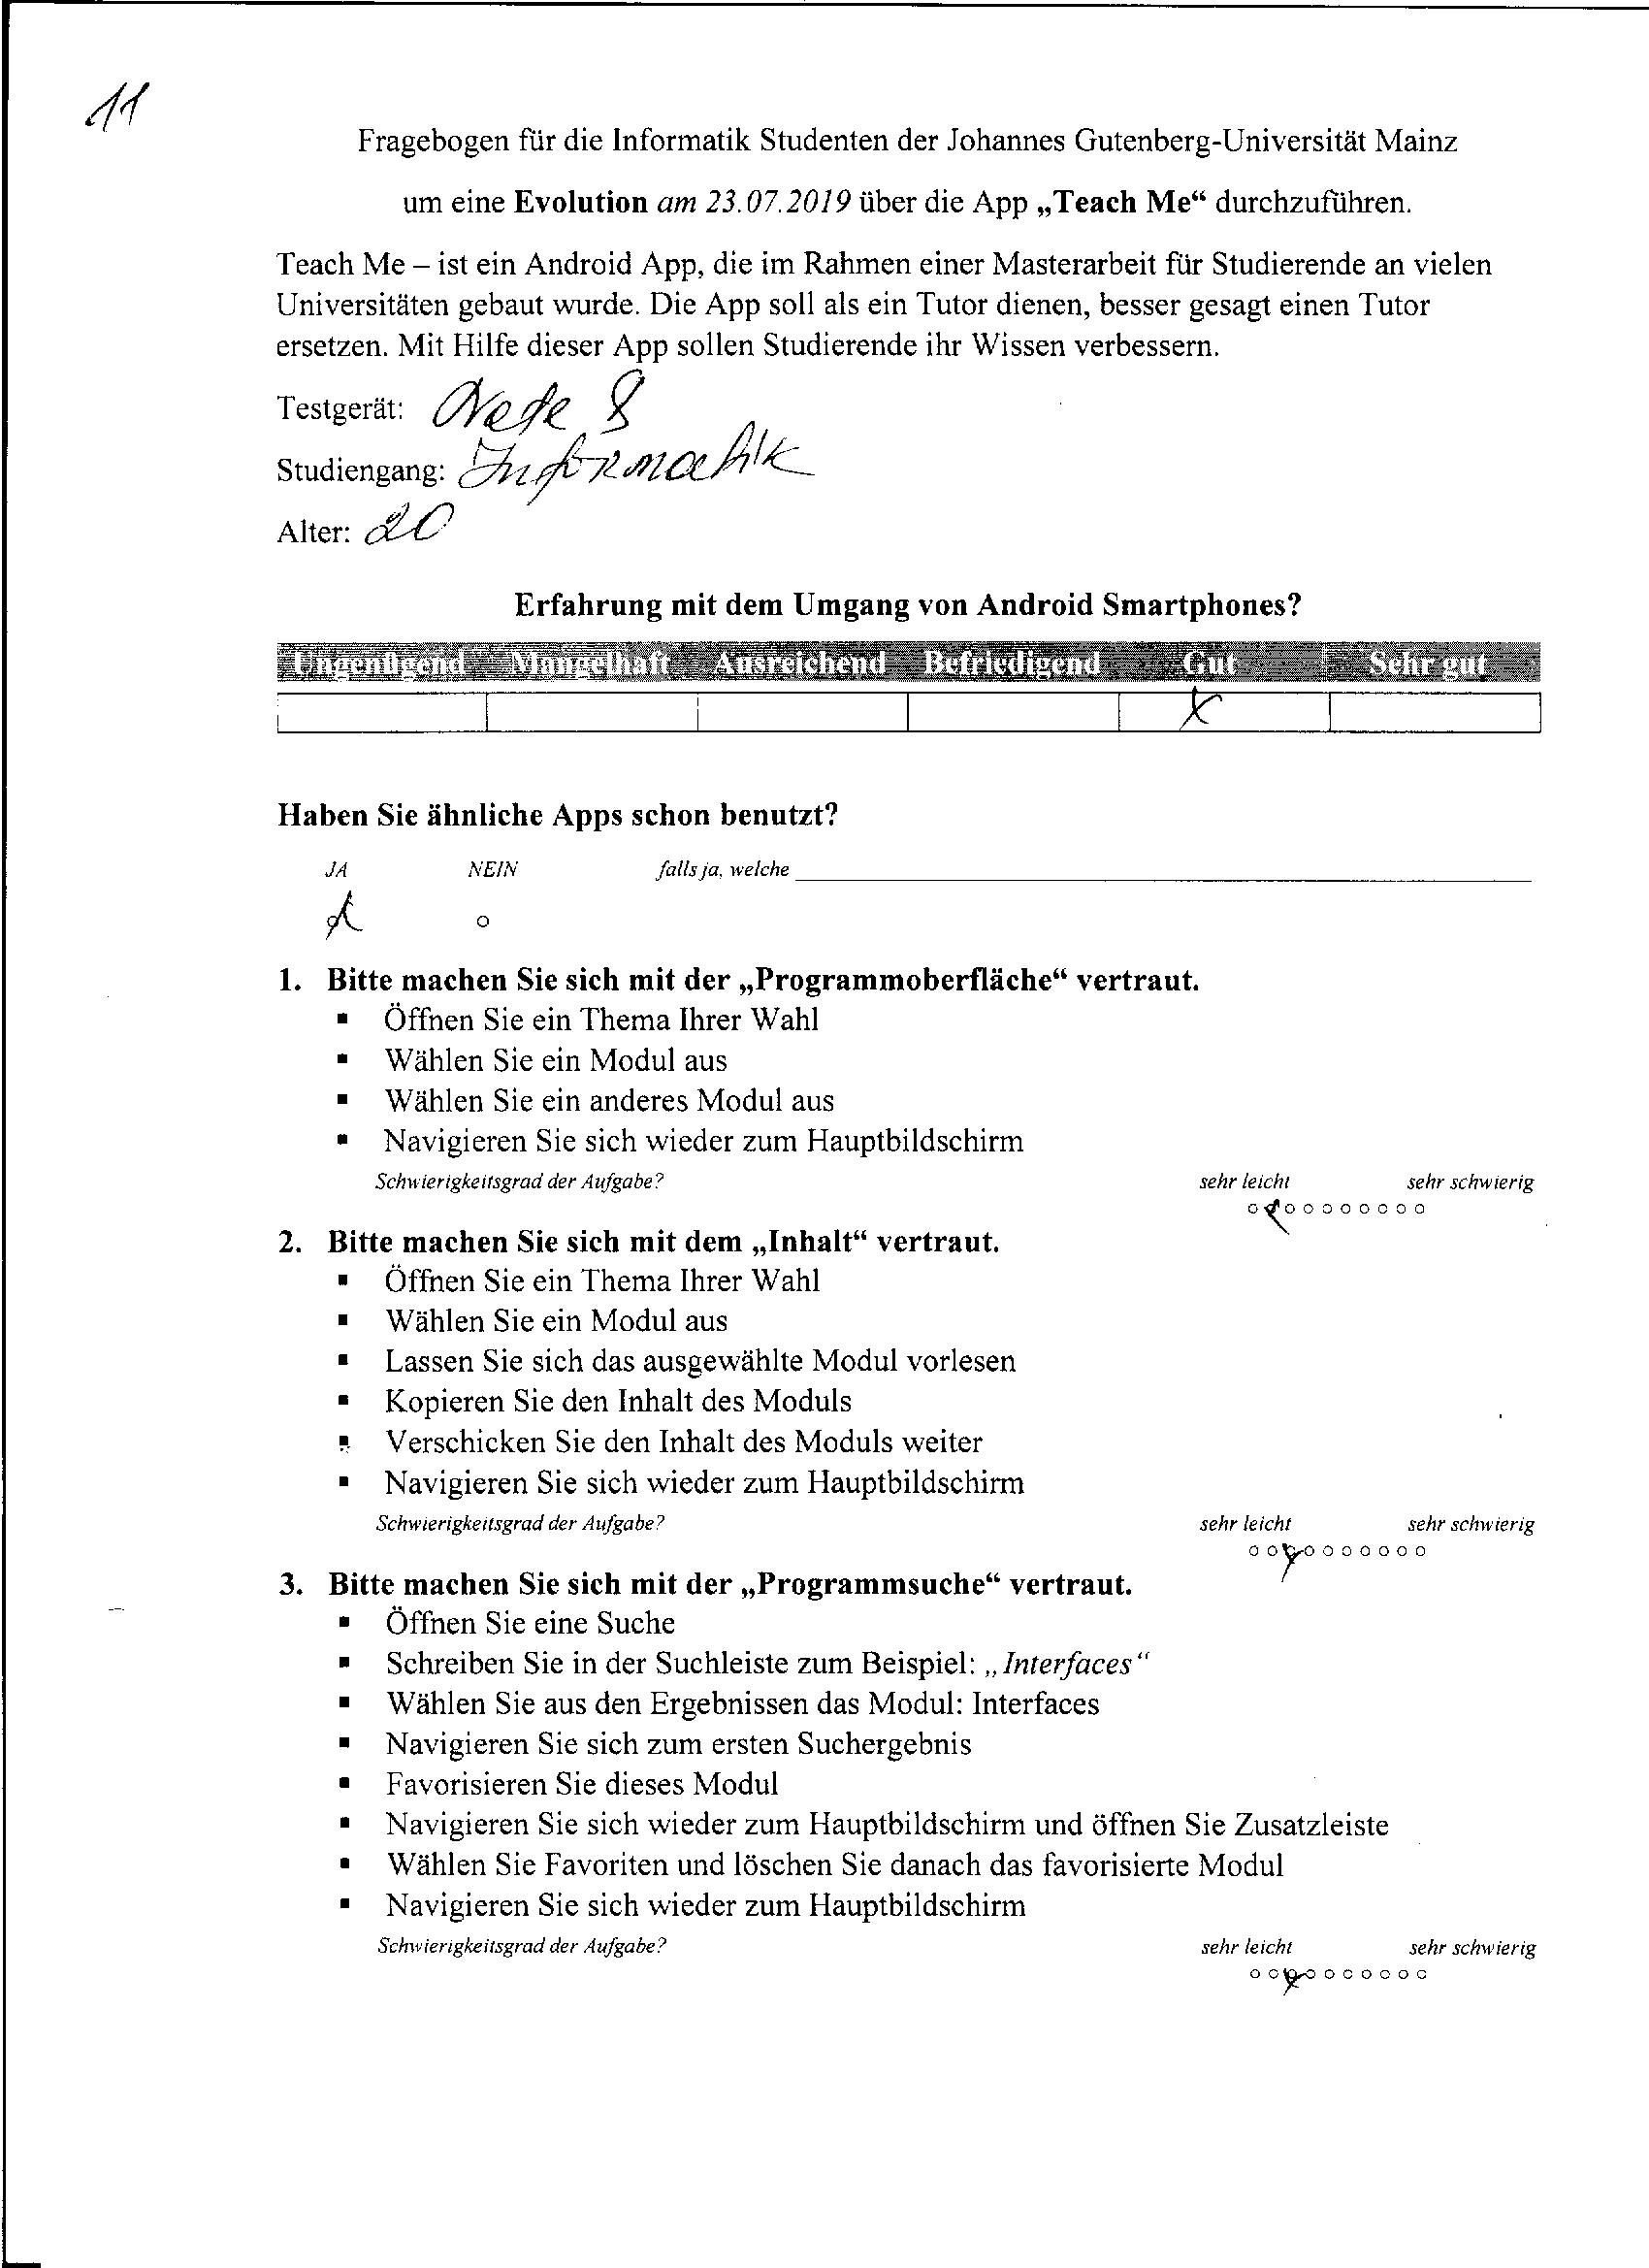 11
Fragebogen für die Informatik Studenten der Johannes Gutenberg-Universität Mainz
um eine Evolution am 23.07.2019 über die App „Teach Me“ durchzuführen.
Teach Me – ist ein Android App, die im Rahmen einer Masterarbeit für Studierende an vielen
Universitäten gebaut wurde. Die App soll als ein Tutor dienen, besser gesagt einen Tutor
ersetzen. Mit Hilfe dieser App sollen Studierende ihr Wissen verbessern.
Testgerät: Note 8
Studiengang: Informatik
Alter: 20
Erfahrung mit dem Umgang von Android Smartphones?
Ungenügend Mangelhaft Ausreichend Befriedigend Gut Sehr gut
Haben Sie ähnliche Apps schon benutzt?
JA NEIN falls ja, welche
1. Bitte machen Sie sich mit der „Programmoberfläche“ vertraut.
▪ Öffnen Sie ein Thema Ihrer Wahl
▪ Wählen Sie ein Modul aus
▪ Wählen Sie ein anderes Modul aus
▪ Navigieren Sie sich wieder zum Hauptbildschirm
Schwierigkeitsgrad der Aufgabe? sehr leicht sehr schwierig
2. Bitte machen Sie sich mit dem „Inhalt“ vertraut.
▪ Öffnen Sie ein Thema Ihrer Wahl
▪ Wählen Sie ein Modul aus
▪ Lassen Sie sich das ausgewählte Modul vorlesen
▪ Kopieren Sie den Inhalt des Moduls
▪ Verschicken Sie den Inhalt des Moduls weiter
▪ Navigieren Sie sich wieder zum Hauptbildschirm
Schwierigkeitsgrad der Aufgabe? sehr leicht sehr schwierig
3. Bitte machen Sie sich mit der „Programmsuche“ vertraut.
▪ Öffnen Sie eine Suche
▪ Schreiben Sie in der Suchleiste zum Beispiel: „Interfaces“
▪ Wählen Sie aus den Ergebnissen das Modul: Interfaces
▪ Navigieren Sie sich zum ersten Suchergebnis
▪ Favorisieren Sie dieses Modul
▪ Navigieren Sie sich wieder zum Hauptbildschirm und öffnen Sie Zusatzleiste
▪ Wählen Sie Favoriten und löschen Sie danach das favorisierte Modul
▪ Navigieren Sie sich wieder zum Hauptbildschirm
Schwierigkeitsgrad der Aufgabe? sehr leicht sehr schwierig